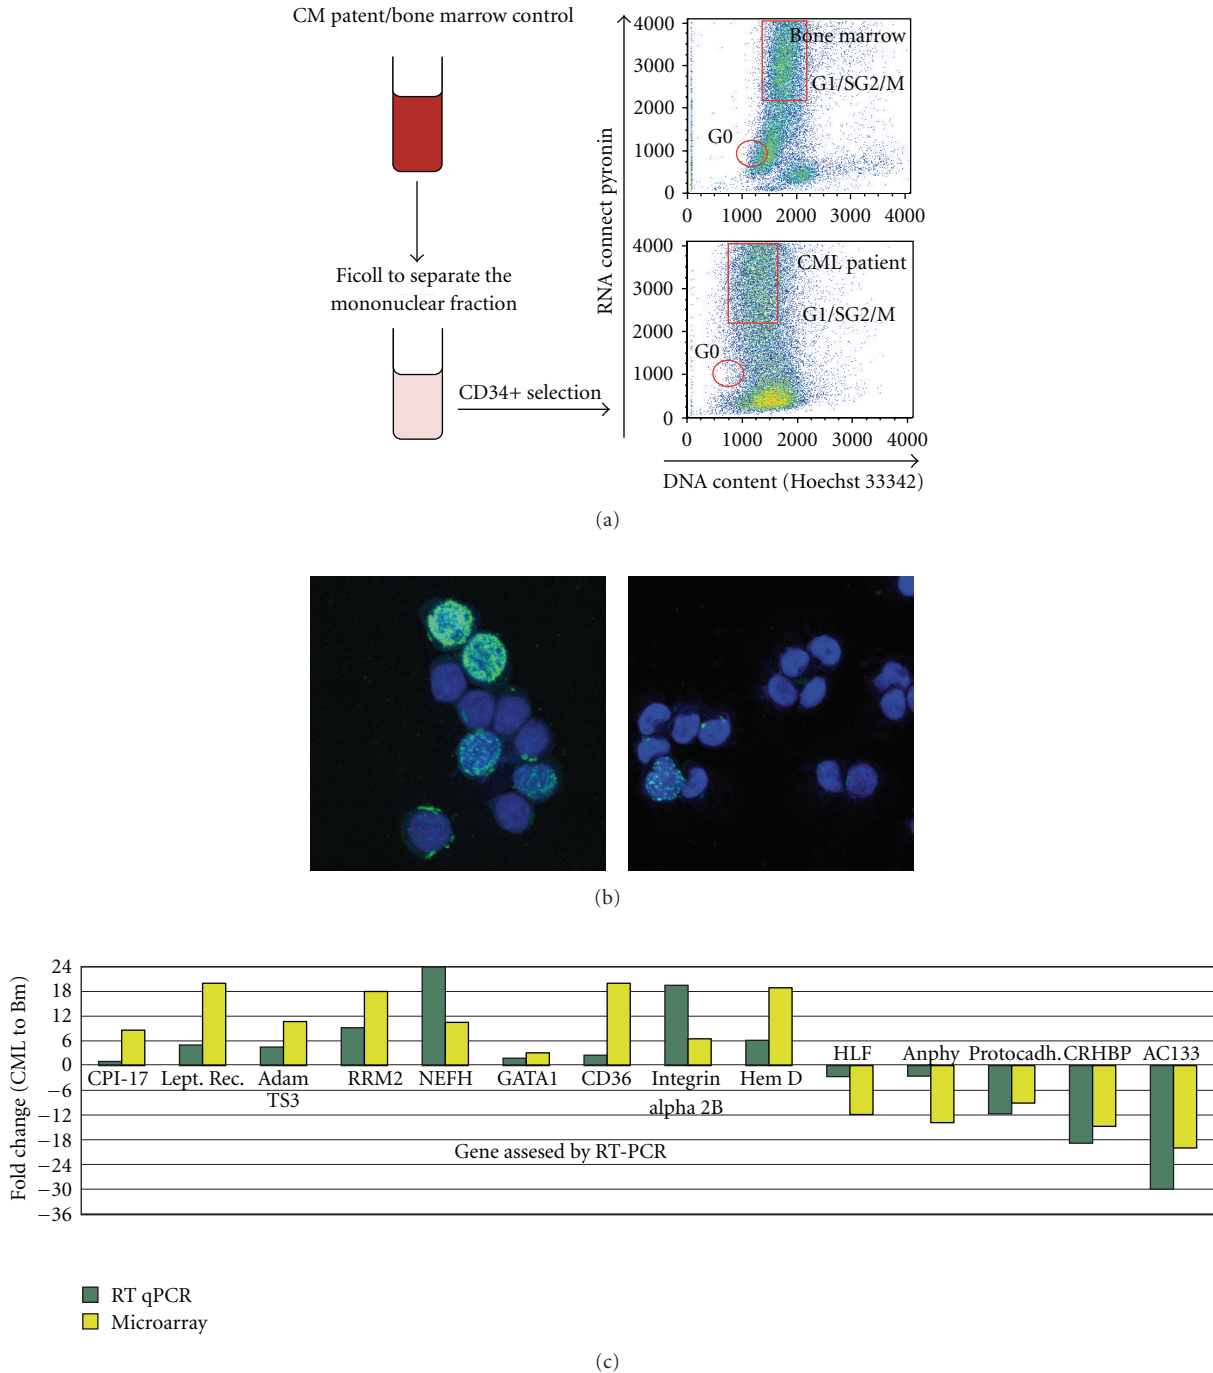 CM patent/bone marrow control
Ficoll to separate the
mononuclear fraction
CD34+ selection
RNA connect pyronin
4000
3000
2000
1000
0
Bone marrow
G1/SG2/M
G0
0 1000 2000 3000 4000
4000
3000
2000
1000
0
CML patient
G1/SG2/M
G0
0 1000 2000 3000 4000
DNA content (Hoechst 33342)
(a)
(b)
Fold change (CML to Bm)
24
18
12
6
0
−6
−12
−18
−24
−30
−36
CPI-17
Lept. Rec.
Adam
TS3
RRM2
NEFH
GATA1
CD36
Integrin
alpha 2B
Hem D
HLF
Anphy
Protocadh.
CRHBP
AC133
Gene assesed by RT-PCR
RT qPCR
Microarray
(c)